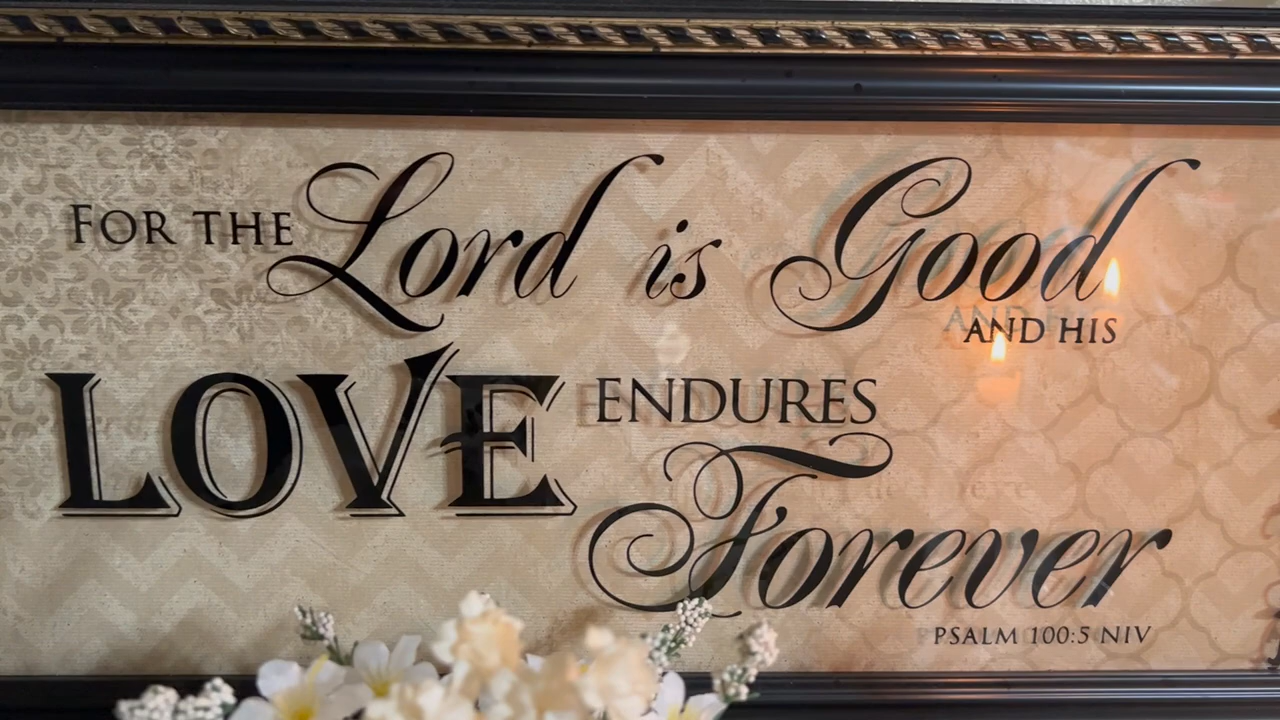 FOR THE Lord is Good
AND HIS
LOVE ENDURES
Forever
PSALM 100:5 NIV